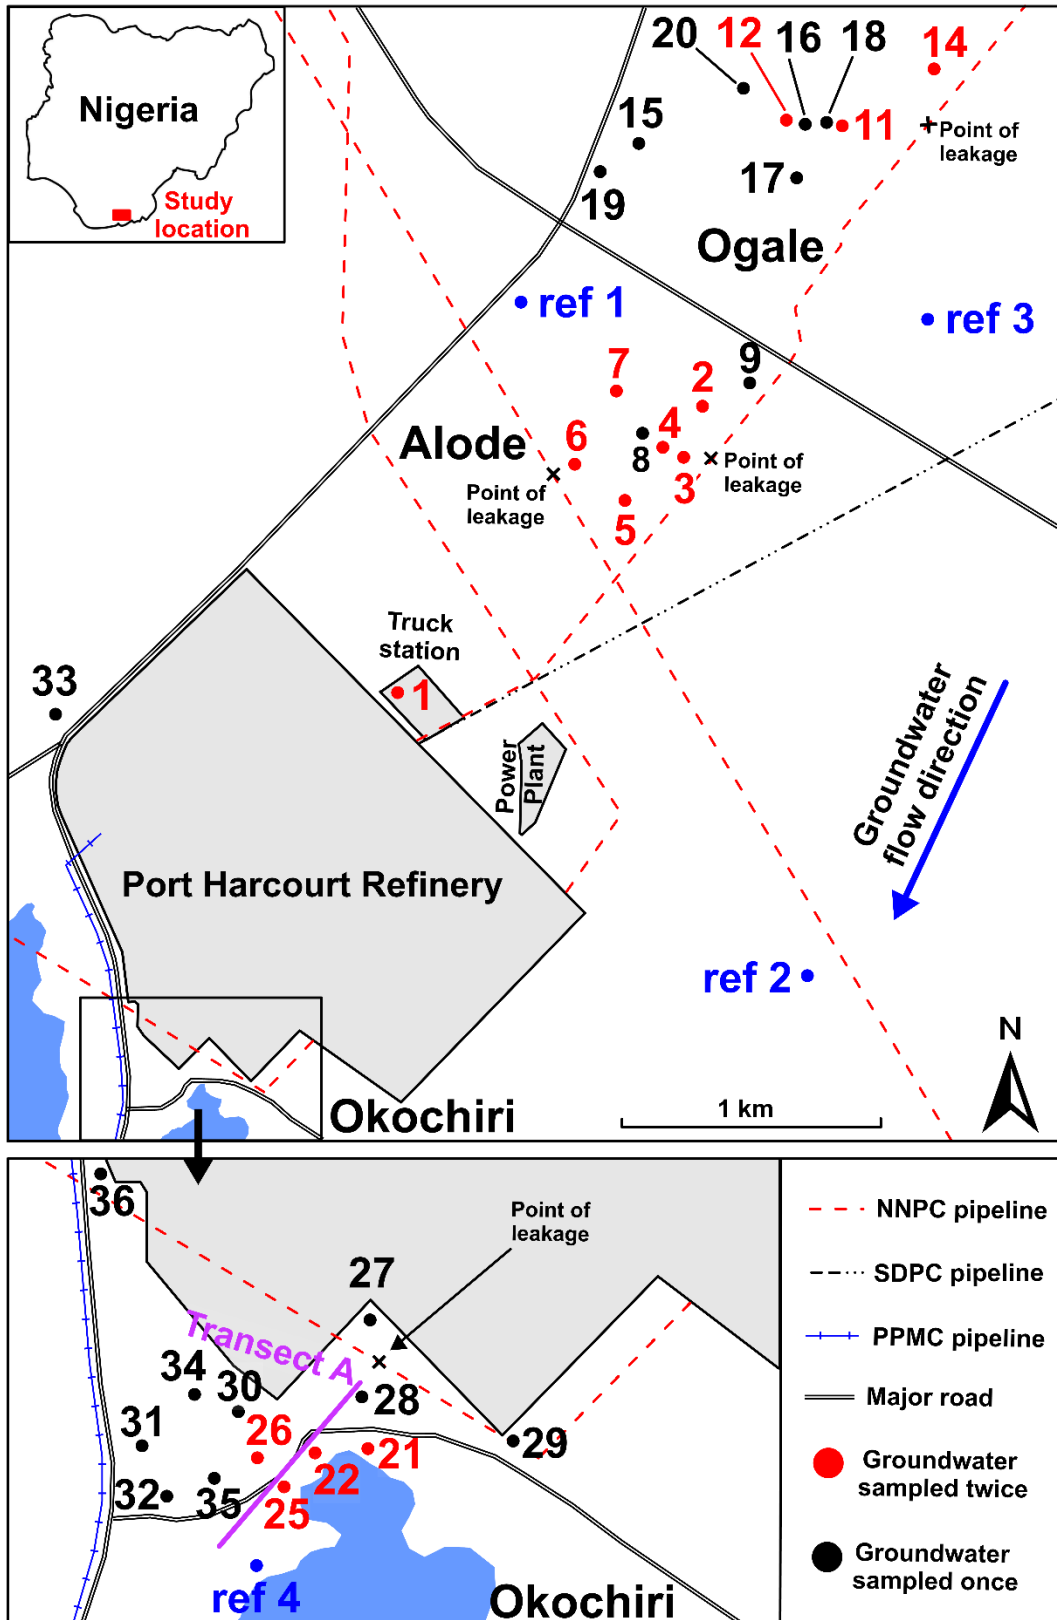 Nigeria
Study
location
20
12
16
18
14
15
11
Point of
leakage
19
17
Ogale
ref 1
ref 3
7
2
9
Alode
6
8
4
3
Point of
leakage
Point of
leakage
5
Truck
station
1
33
Power
Plant
Groundwater
flow direction
Port Harcourt Refinery
ref 2
N
Okochiri
1 km
36
Point of
leakage
27
Transect A
34
30
28
31
26
21
29
22
32
35
25
ref 4
Okochiri
NNPC pipeline
SDPC pipeline
PPMC pipeline
Major road
Groundwater
sampled twice
Groundwater
sampled once